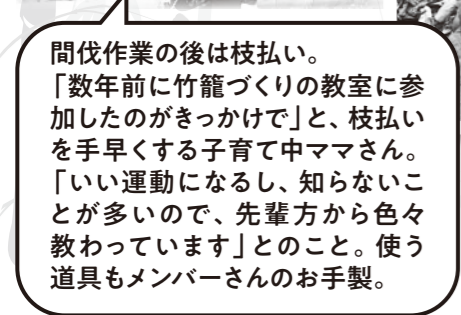 間伐作業の後は枝払い。
「数年前に竹籠づくりの教室に参
加したのがきっかけで」と、枝払い
を手早くする子育て中ママさん。
「いい運動になるし、知らないこ
とが多いので、先輩方から色々
教わっています」とのこと。使う
道具もメンバーさんのお手製。